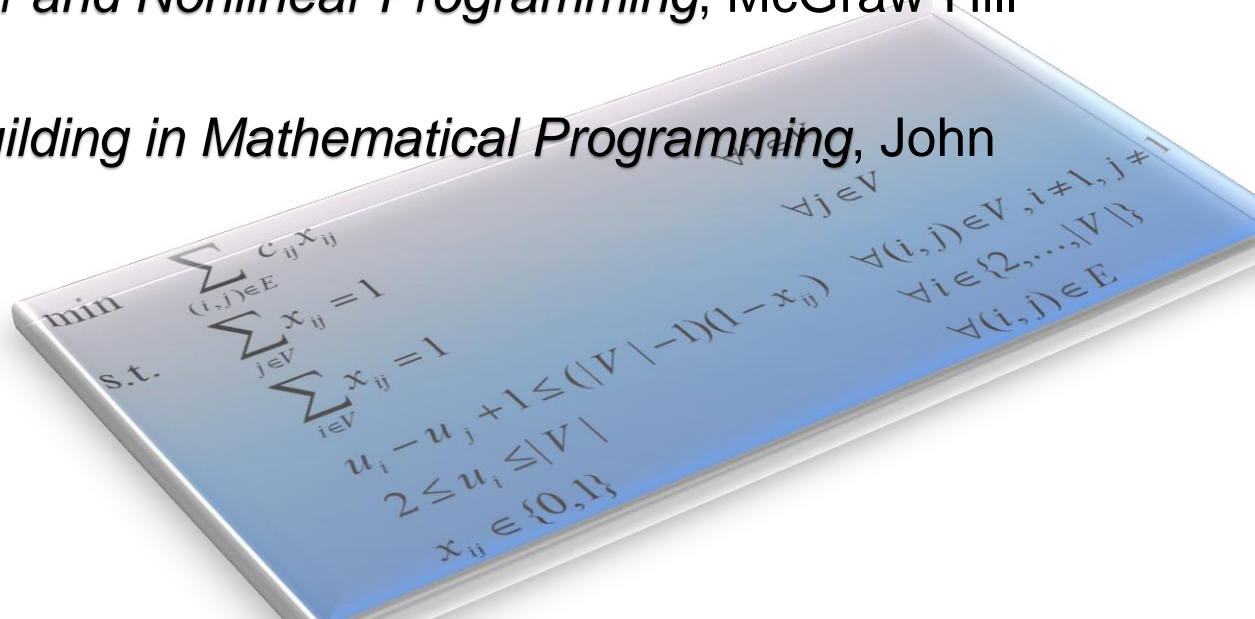 and Nonlinear Programming, McGraw Hill
in Mathematical Programming, John
min ∑ c_{ij} x_{ij}
(i,j)∈E
s.t. ∑ x_{ij} = 1 ∀i∈V
j∈V
∑ x_{ij} = 1 ∀j∈V
i∈V
u_i − u_j + 1 ≤ (|V| −1)(1− x_{ij}) ∀(i,j)∈V, i≠1, j≠1
2 ≤ u_i ≤ |V| ∀i∈{2,...,|V|}
x_{ij} ∈{0,1} ∀(i,j)∈E